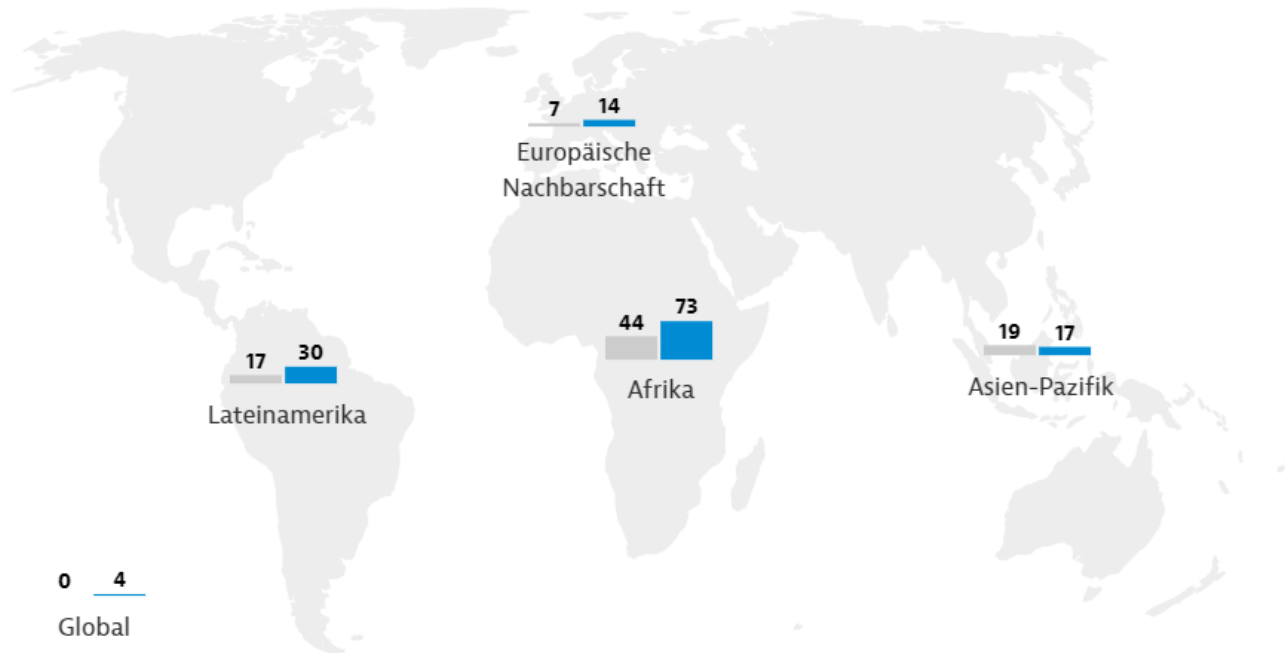 7 14
Europäische
Nachbarschaft
44 73
Afrika
19 17
Asien-Pazifik
17 30
Lateinamerika
0 4
Global